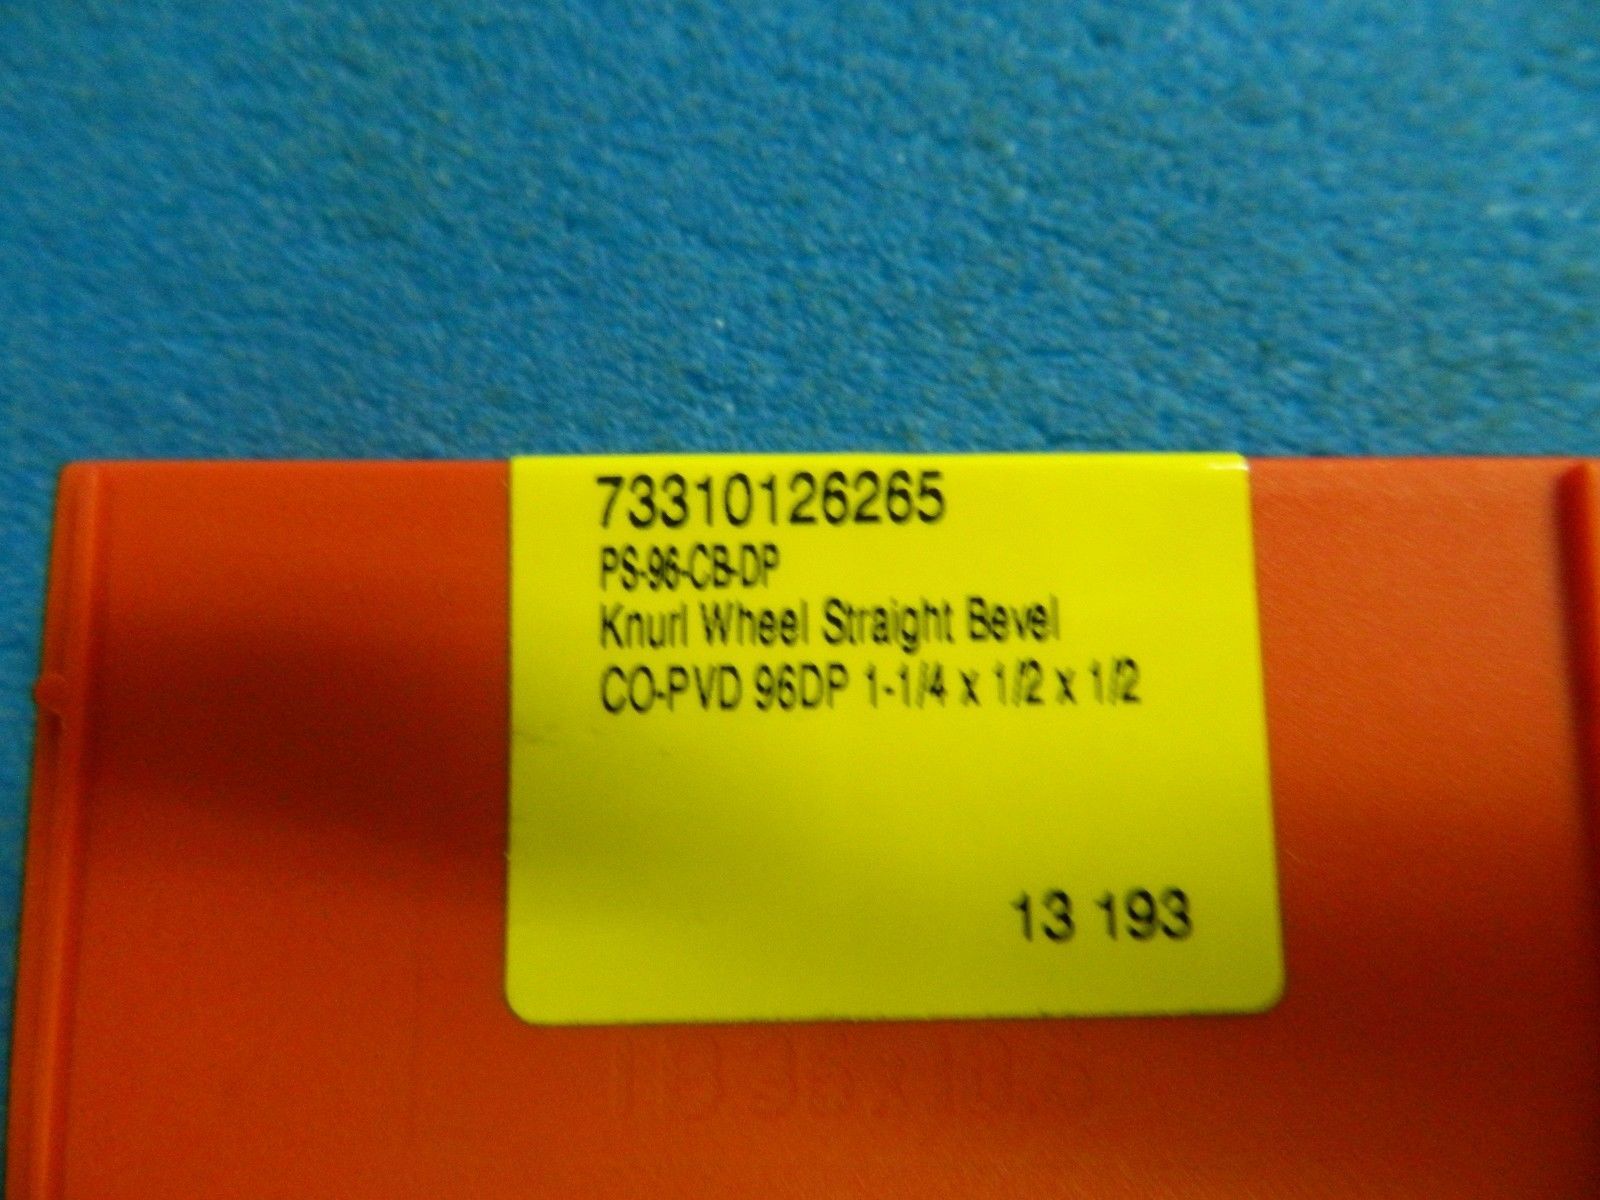 73310126265
PS-96-CB-DP
Knurl Wheel Straight Bevel
CO-PVD 96DP 1-1/4 x 1/2 x 1/2
13 193